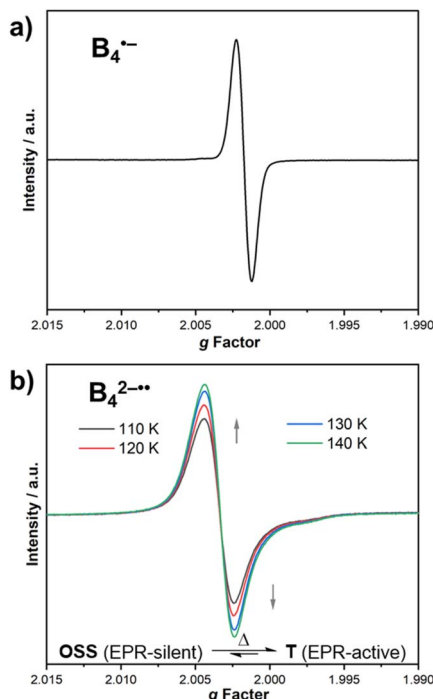 a)
B₄•–
Intensity / a.u.
2.015 2.010 2.005 2.000 1.995 1.990
g Factor
b)
B₄2–••
110 K 130 K
120 K 140 K
Intensity / a.u.
Δ
OSS (EPR-silent) T (EPR-active)
2.015 2.010 2.005 2.000 1.995 1.990
g Factor